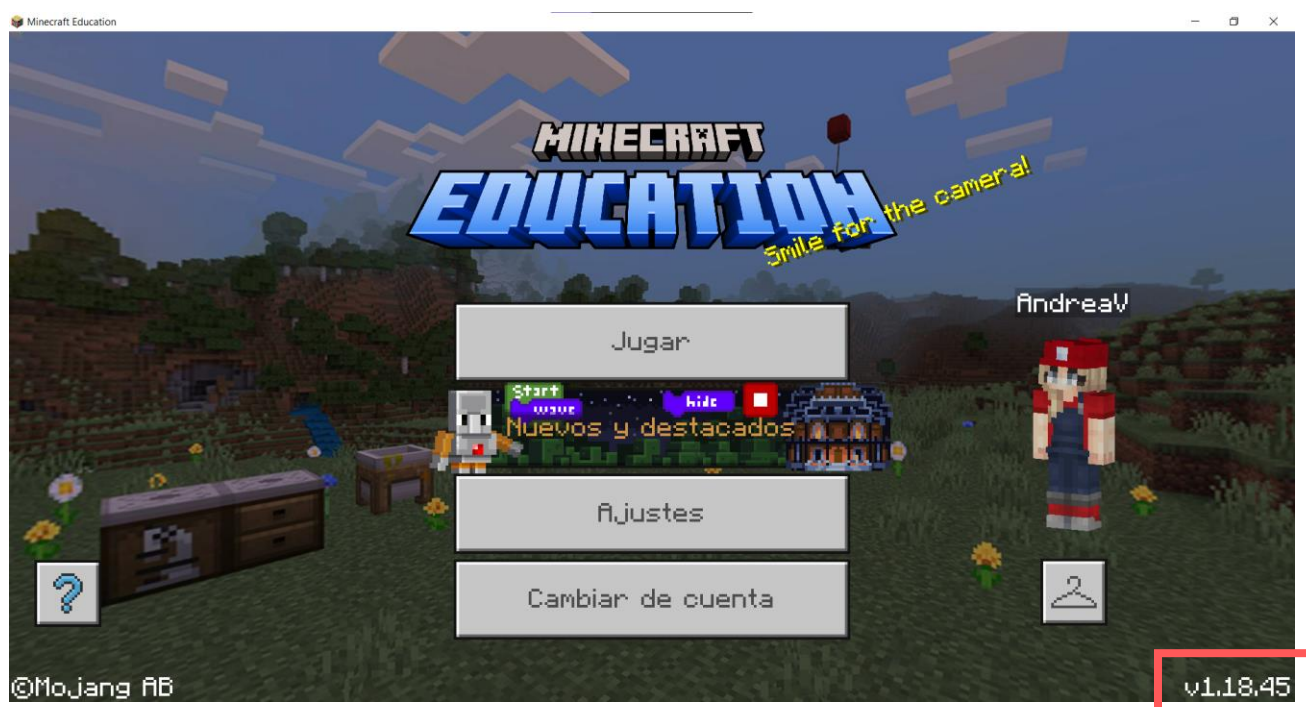 Minecraft Education
MINECRAFT
EDUCATION
Smile for the camera!
AndreaV
Jugar
Start
wave
hide
Nuevos y destacados
Ajustes
Cambiar de cuenta
?
©Mojang AB
v1.18.45